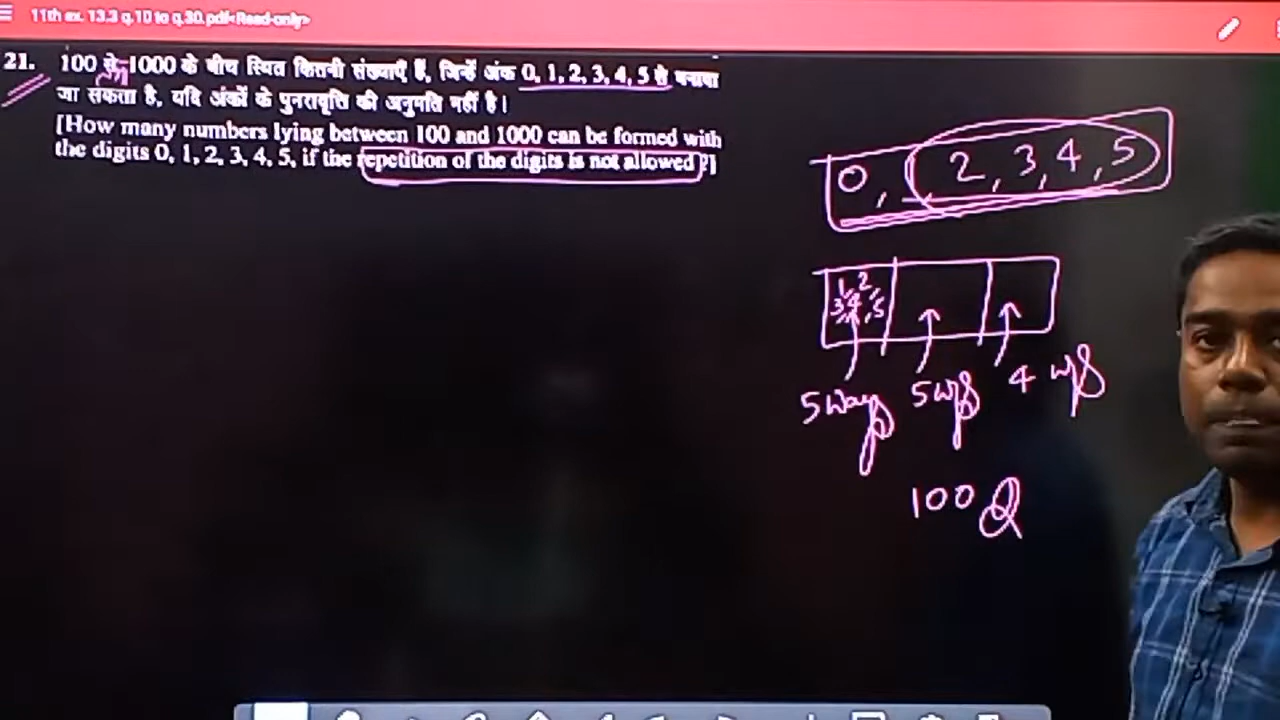 11th ex. 13.3 q.10 to q.30.pdf<Read-only>
21. 100 से 1000 के बीच स्थित कितनी संख्याएँ हैं, जिन्हें अंक 0, 1, 2, 3, 4, 5 से बनाया
जा सकता है, यदि अंकों के पुनरावृत्ति की अनुमति नहीं है।
[How many numbers lying between 100 and 1000 can be formed with
the digits 0, 1, 2, 3, 4, 5, if the repetition of the digits is not allowed ?]
0, 2, 3, 4, 5
1, 2
3, 4, 5
5 ways 5 ways 4 ways
100